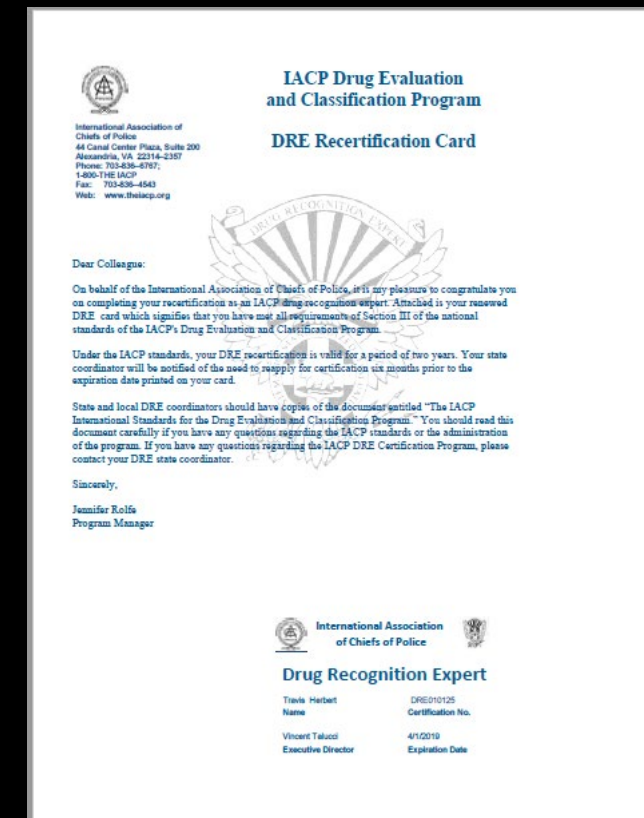 IACP Drug Evaluation
and Classification Program
DRE Recertification Card
International Association of
Chiefs of Police
44 Canal Center Plaza, Suite 200
Alexandria, VA 22314–2357
Phone: 703-836–6767;
1-800-THE IACP
Fax: 703-836–4543
Web: www.theiacp.org
DRUG RECOGNITION EXPERT
Dear Colleague:
On behalf of the International Association of Chiefs of Police, it is my pleasure to congratulate you
on completing your recertification as an IACP drug recognition expert. Attached is your renewed
DRE card which signifies that you have met all requirements of Section III of the national
standards of the IACP's Drug Evaluation and Classification Program.
Under the IACP standards, your DRE recertification is valid for a period of two years. Your state
coordinator will be notified of the need to reapply for certification six months prior to the
expiration date printed on your card.
State and local DRE coordinators should have copies of the document entitled “The IACP
International Standards for the Drug Evaluation and Classification Program.” You should read this
document carefully if you have any questions regarding the IACP standards or the administration
of the program. If you have any questions regarding the IACP DRE Certification Program, please
contact your DRE state coordinator.
Sincerely,
Jennifer Rolfe
Program Manager
International Association
of Chiefs of Police
Drug Recognition Expert
Travis Herbert DRE010125
Name Certification No.
Vincent Talucci 4/1/2019
Executive Director Expiration Date